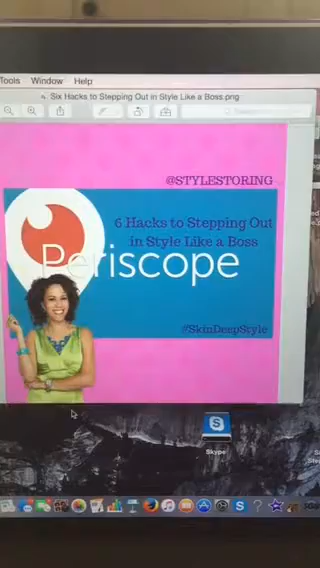 Tools Window Help
Six Hacks to Stepping Out in Style Like a Boss.png
Search
@STYLESTORING
6 Hacks to Stepping Out
in Style Like a Boss
Periscope
#SkinDeepStyle
Skype